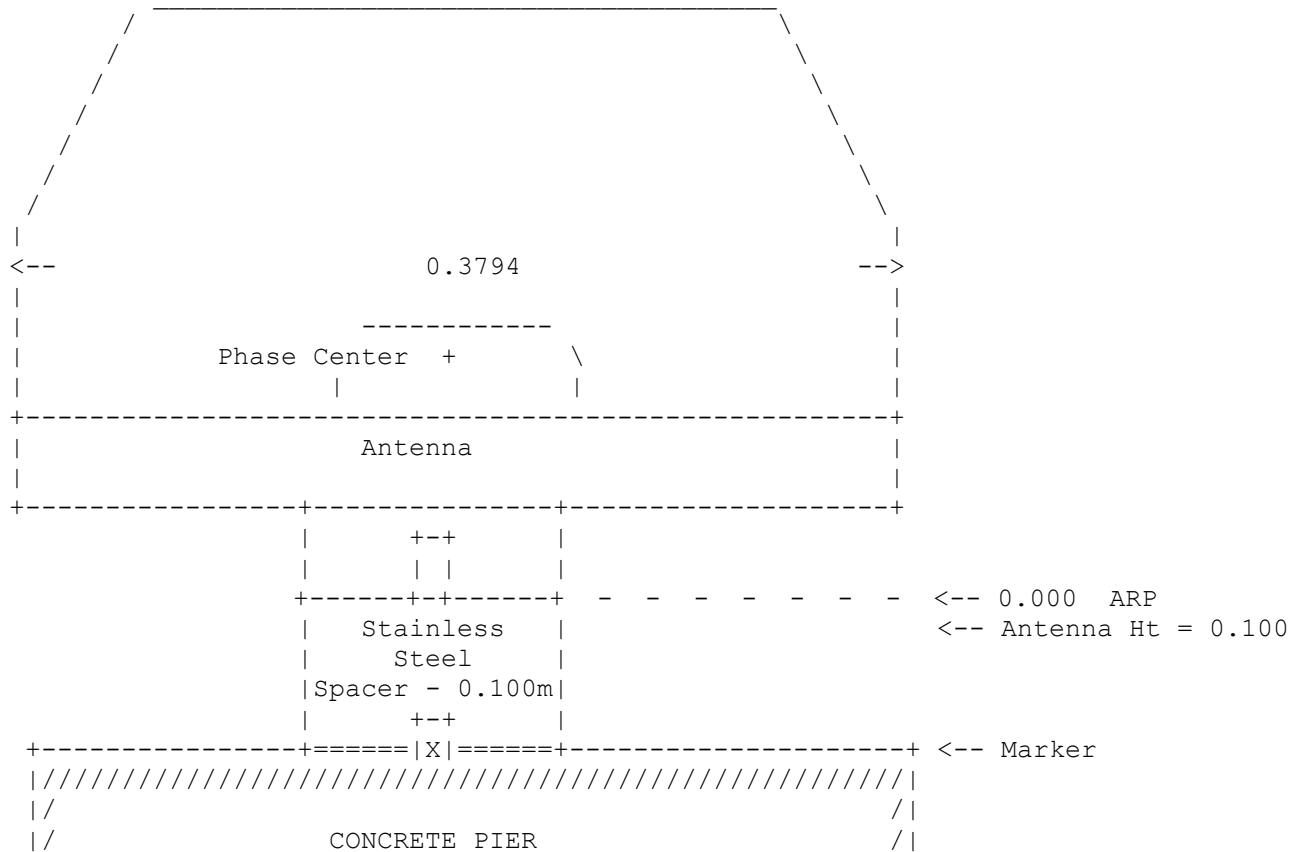 <-- 0.3794 -->
Phase Center +
Antenna
<-- 0.000 ARP
Stainless <-- Antenna Ht = 0.100
Steel
Spacer - 0.100m
X <-- Marker
CONCRETE PIER